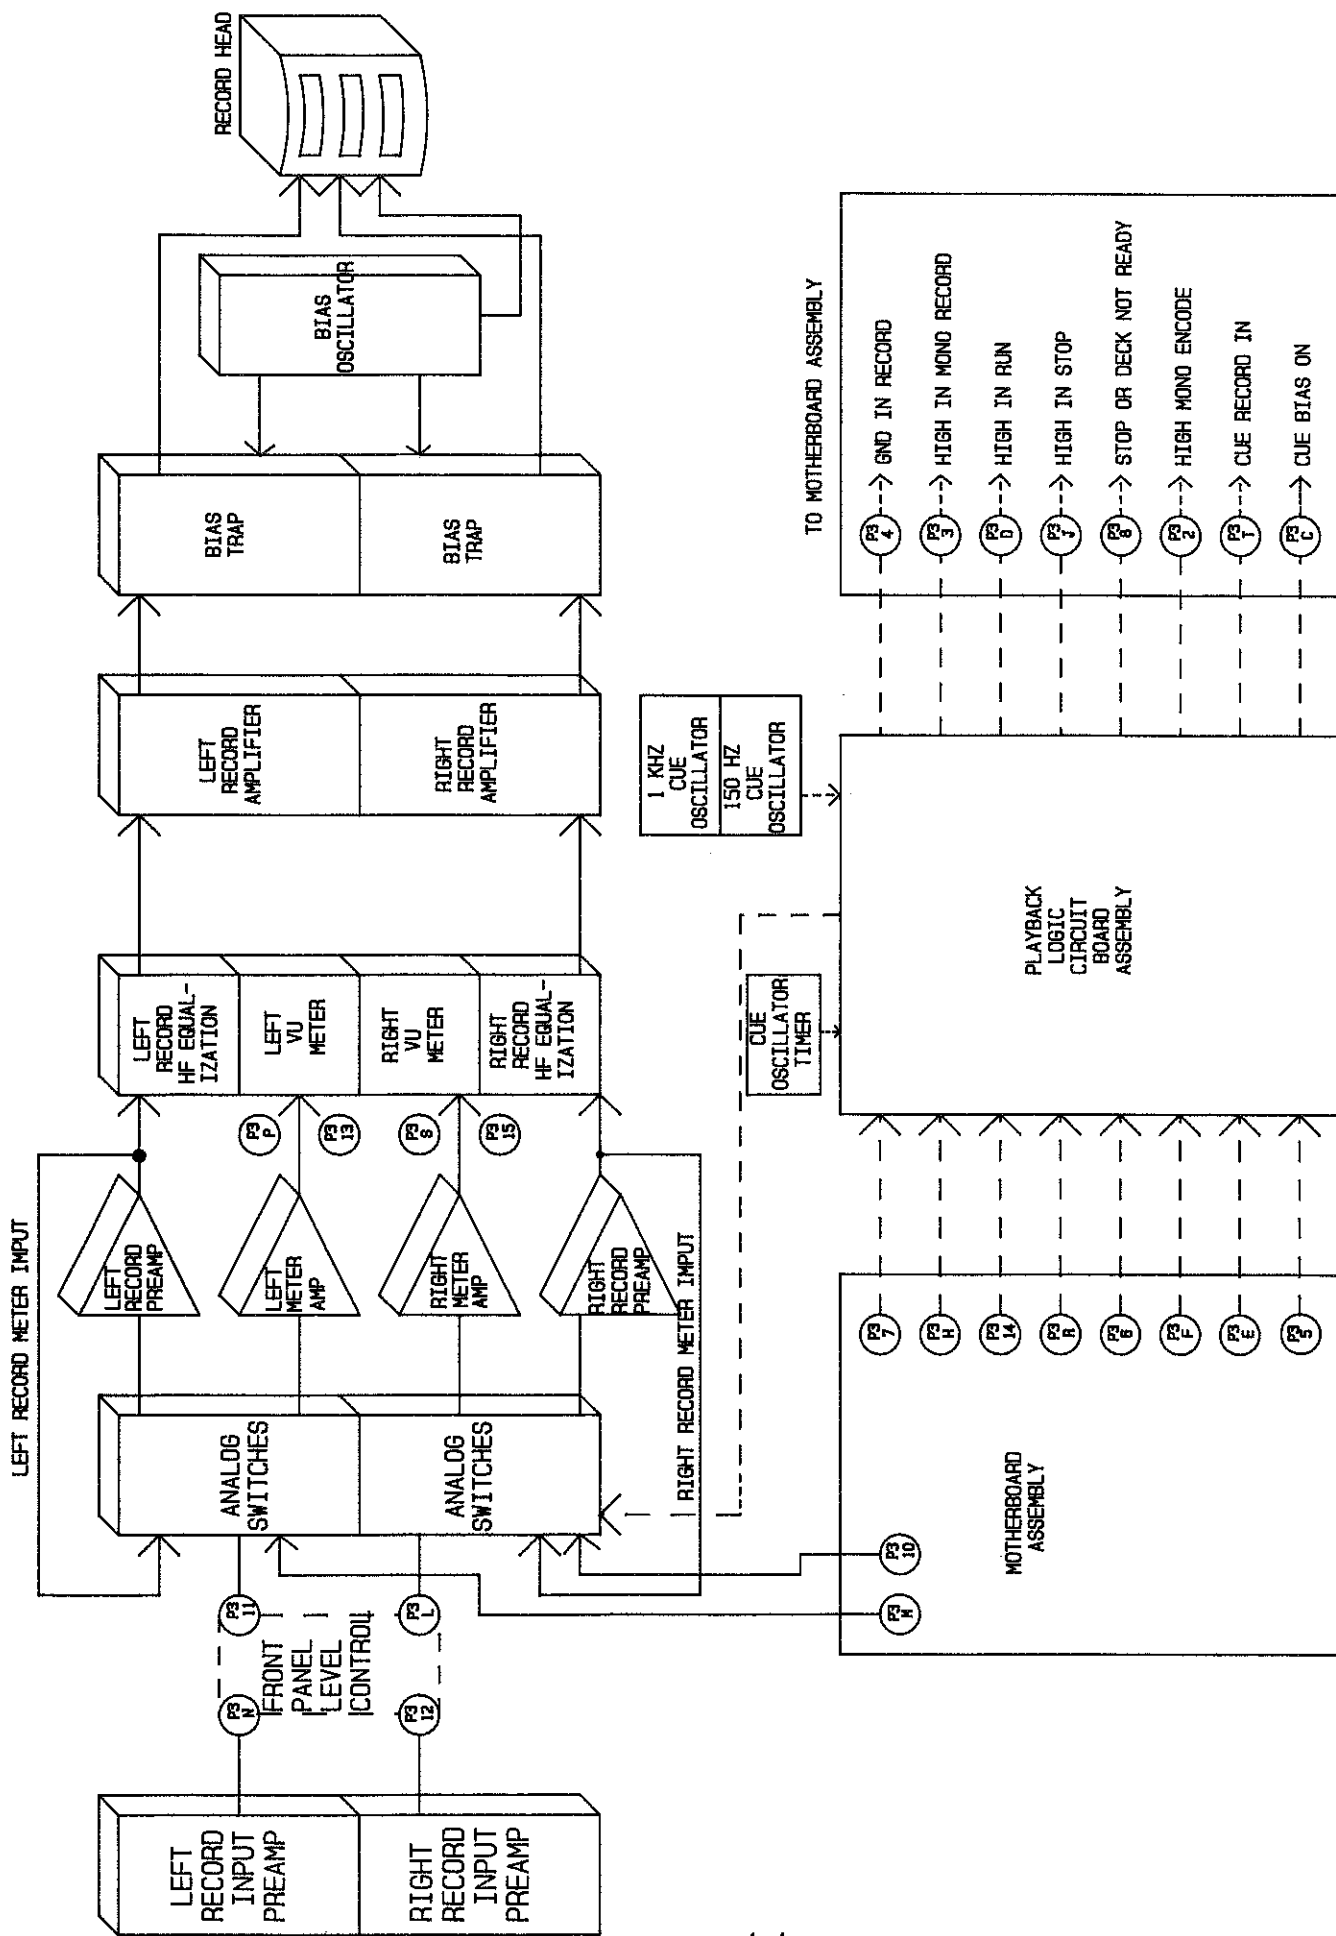 LEFT RECORD METER IMPUT
LEFT
RECORD
INPUT
PREAMP
RIGHT
RECORD
INPUT
PREAMP
P3
N
P3
11
FRONT
PANEL
LEVEL
CONTROL
P3
12
P3
L
ANALOG
SWITCHES
ANALOG
SWITCHES
LEFT
RECORD
PREAMP
LEFT
METER
AMP
RIGHT
METER
AMP
RIGHT
RECORD
PREAMP
RIGHT RECORD METER IMPUT
P3
P
P3
13
P3
S
P3
15
LEFT
RECORD
HF EQUAL-
IZATION
LEFT
VU
METER
RIGHT
VU
METER
RIGHT
RECORD
HF EQUAL-
IZATION
LEFT
RECORD
AMPLIFIER
RIGHT
RECORD
AMPLIFIER
BIAS
TRAP
BIAS
TRAP
BIAS
OSCILLATOR
RECORD HEAD
MOTHERBOARD
ASSEMBLY
P3
M
P3
10
P3
7
P3
H
P3
14
P3
R
P3
6
P3
F
P3
E
P3
5
CUE
OSCILLATOR
TIMER
1 KHZ
CUE
OSCILLATOR
150 HZ
CUE
OSCILLATOR
PLAYBACK
LOGIC
CIRCUIT
BOARD
ASSEMBLY
TO MOTHERBOARD ASSEMBLY
P3
4
GND IN RECORD
P3
3
HIGH IN MONO RECORD
P3
D
HIGH IN RUN
P3
J
HIGH IN STOP
P3
8
STOP OR DECK NOT READY
P3
2
HIGH MONO ENCODE
P3
T
CUE RECORD IN
P3
C
CUE BIAS ON